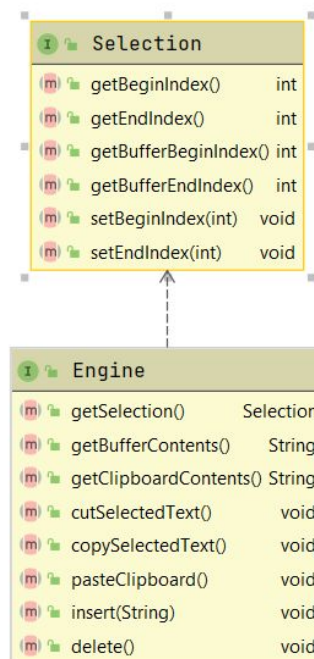 I Selection
m getBeginIndex() int
m getEndIndex() int
m getBufferBeginIndex() int
m getBufferEndIndex() int
m setBeginIndex(int) void
m setEndIndex(int) void
I Engine
m getSelection() Selection
m getBufferContents() String
m getClipboardContents() String
m cutSelectedText() void
m copySelectedText() void
m pasteClipboard() void
m insert(String) void
m delete() void